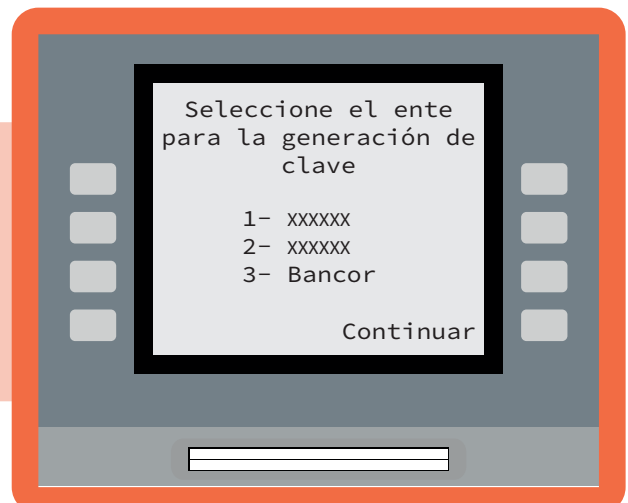 Seleccione el ente
para la generación de
clave
1- XXXXXX
2- XXXXXX
3- Bancor
Continuar